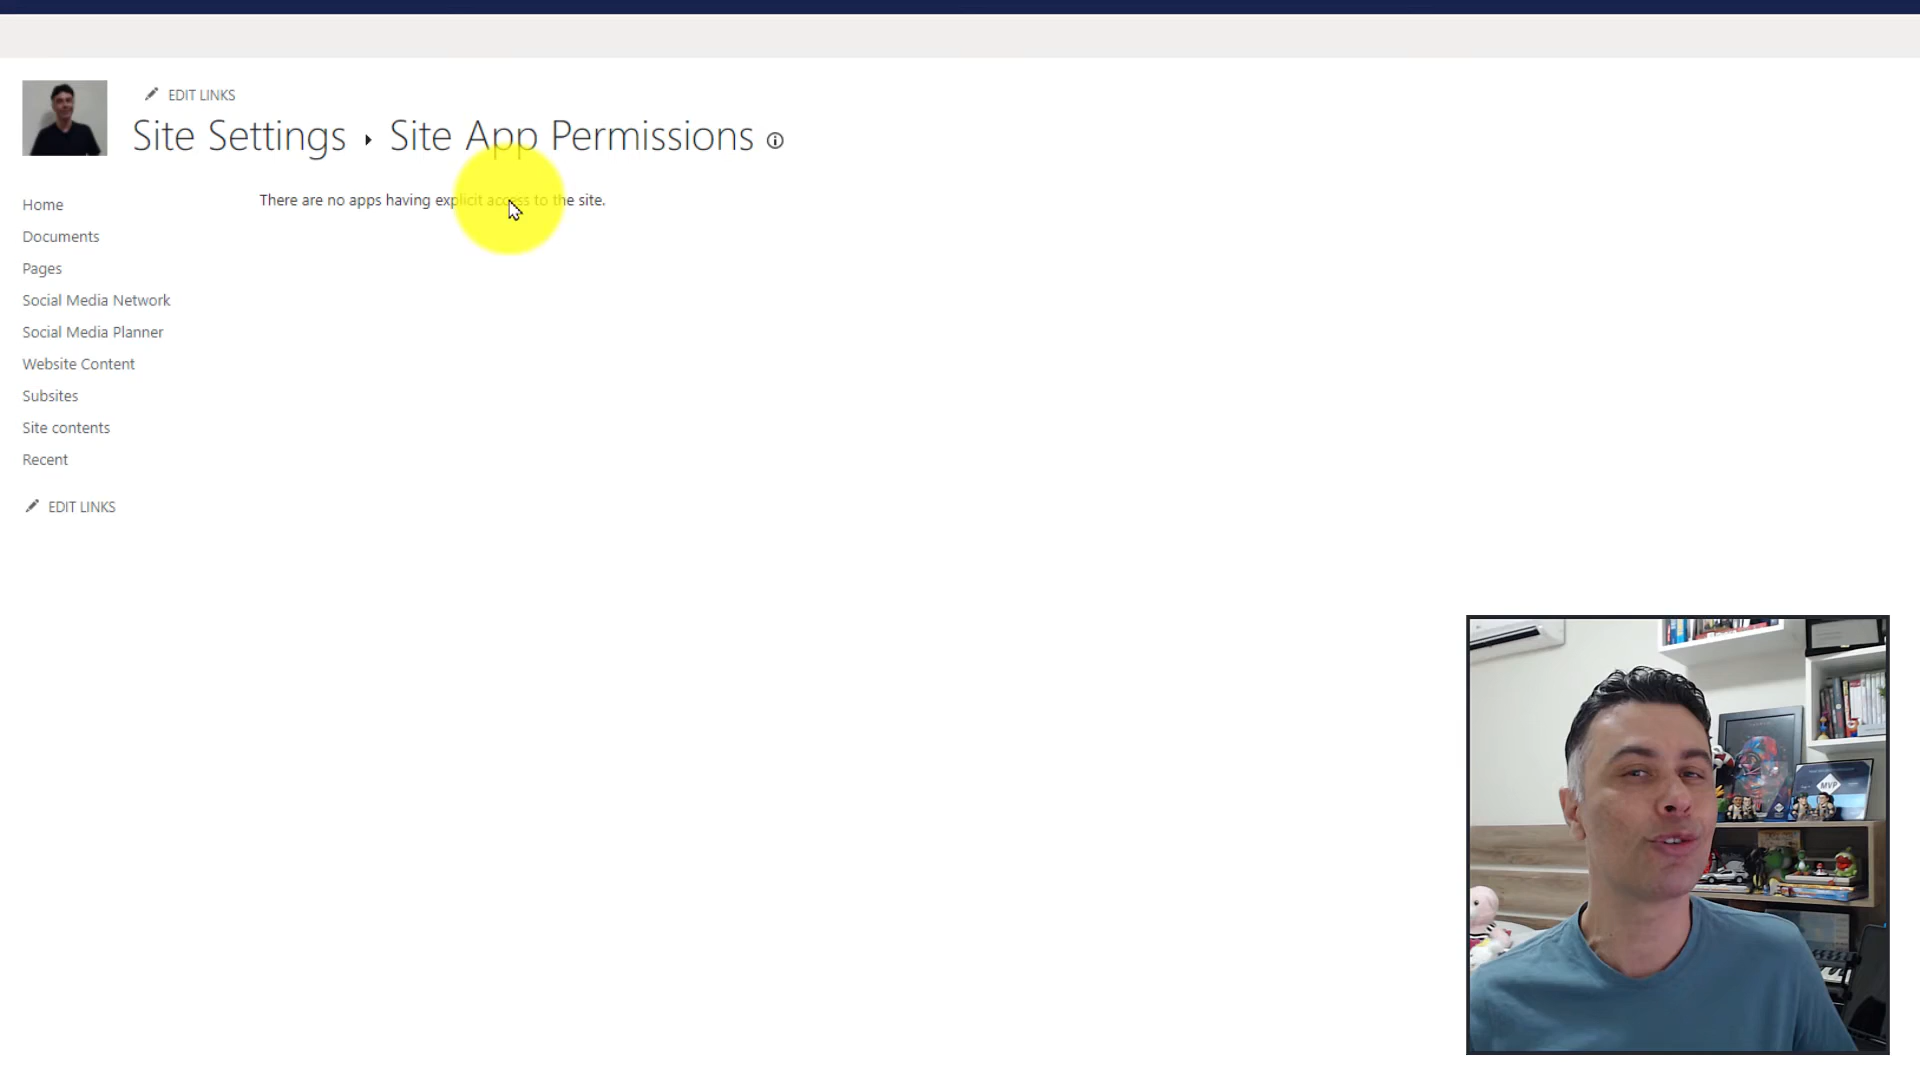 EDIT LINKS
Site Settings ▸ Site App Permissions
There are no apps having explicit access to the site.
Home
Documents
Pages
Social Media Network
Social Media Planner
Website Content
Subsites
Site contents
Recent
EDIT LINKS
MVP